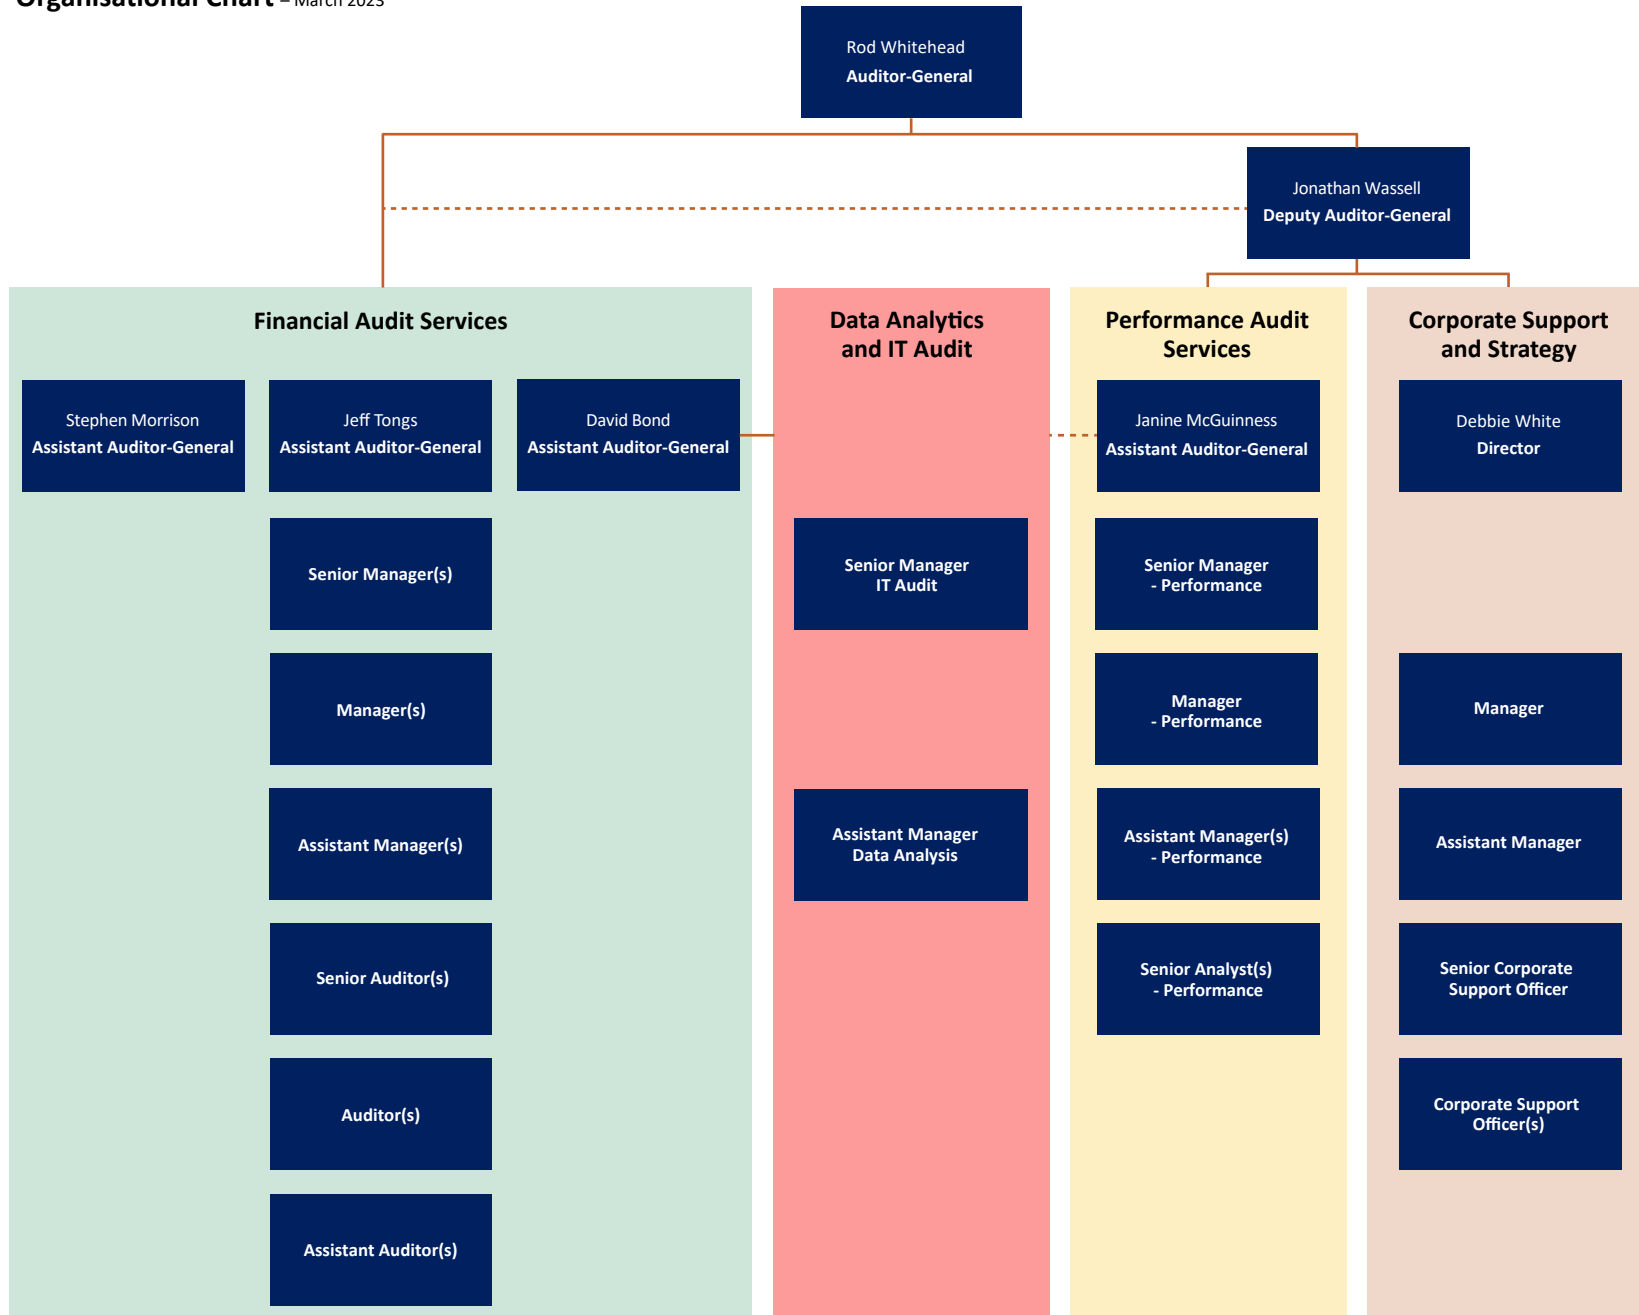 Organisational Chart – March 2023
Rod Whitehead
Auditor-General
Jonathan Wassell
Deputy Auditor-General
Financial Audit Services
Stephen Morrison
Assistant Auditor-General
Jeff Tongs
Assistant Auditor-General
David Bond
Assistant Auditor-General
Senior Manager(s)
Manager(s)
Assistant Manager(s)
Senior Auditor(s)
Auditor(s)
Assistant Auditor(s)
Data Analytics
and IT Audit
Senior Manager
IT Audit
Assistant Manager
Data Analysis
Performance Audit
Services
Janine McGuinness
Assistant Auditor-General
Senior Manager
- Performance
Manager
- Performance
Assistant Manager(s)
- Performance
Senior Analyst(s)
- Performance
Corporate Support
and Strategy
Debbie White
Director
Manager
Assistant Manager
Senior Corporate
Support Officer
Corporate Support
Officer(s)